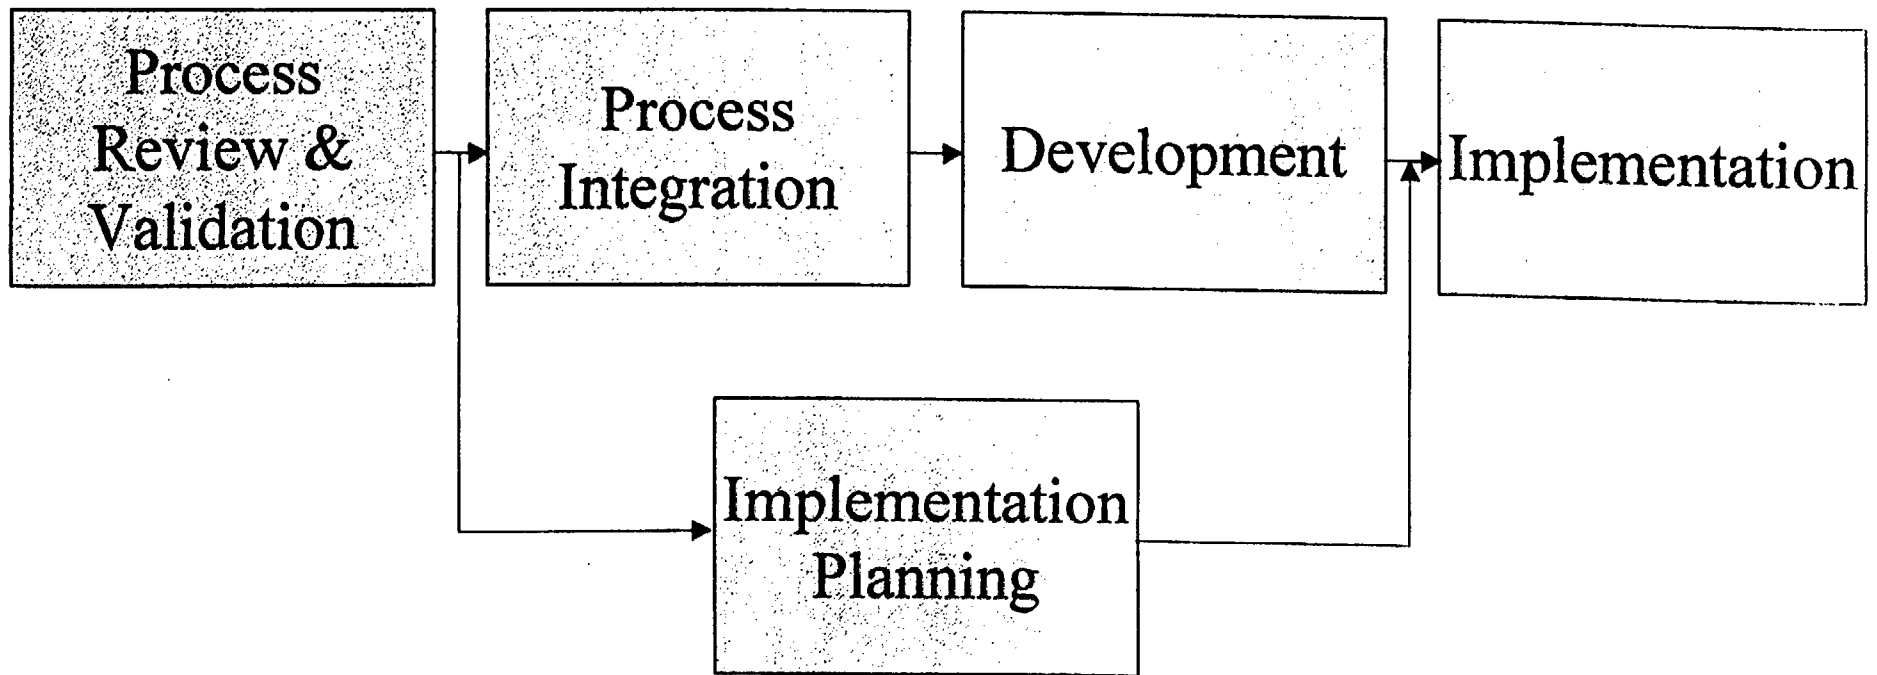 Process
Review &
Validation
Process
Integration
Development
Implementation
Implementation
Planning